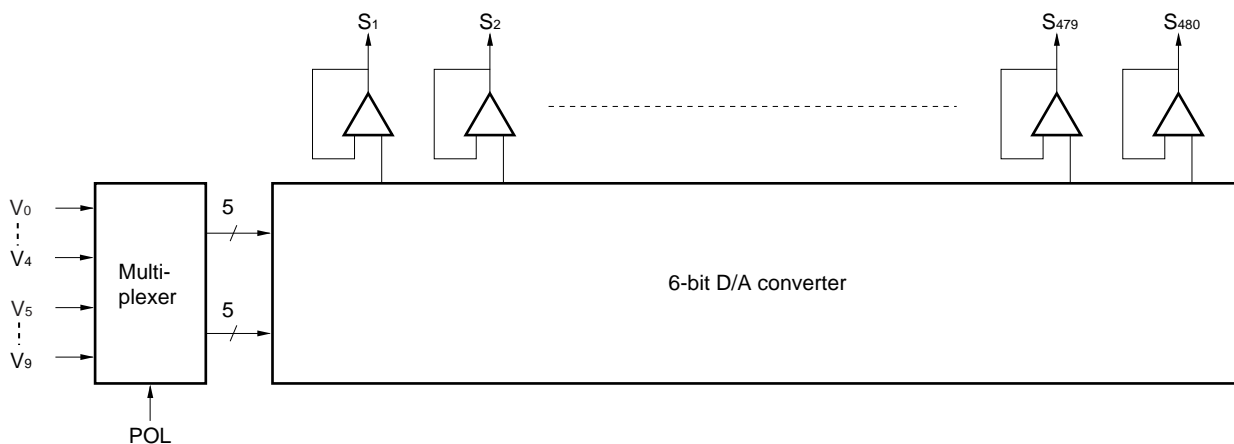 S1 S2 S479 S480
V0
V4
V5
V9
Multi-
plexer
5
5
6-bit D/A converter
POL